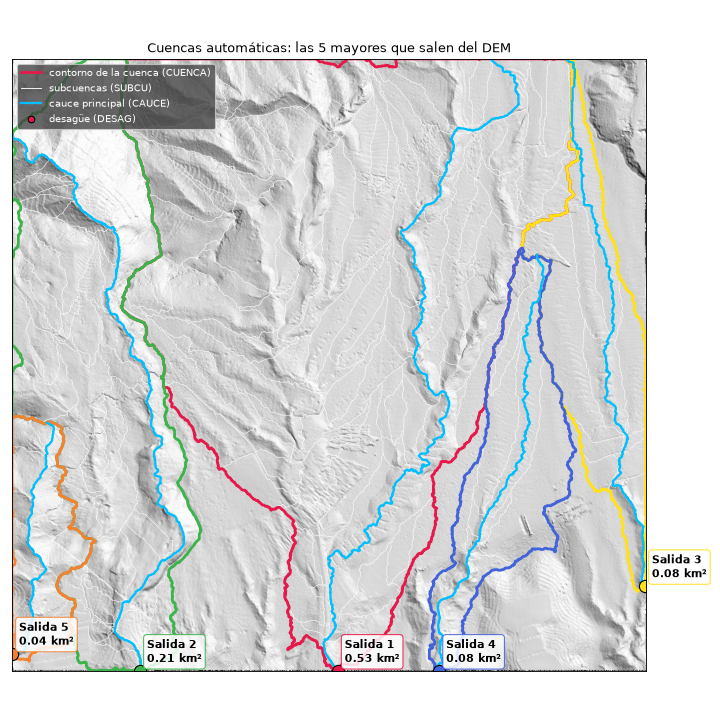 Cuencas automáticas: las 5 mayores que salen del DEM
contorno de la cuenca (CUENCA)
subcuencas (SUBCU)
cauce principal (CAUCE)
desagüe (DESAG)
Salida 3
0.08 km²
Salida 5
0.04 km²
Salida 2
0.21 km²
Salida 1
0.53 km²
Salida 4
0.08 km²